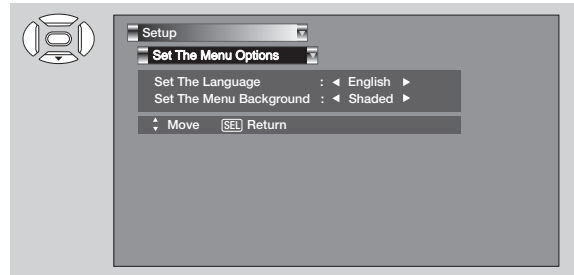 Setup
Set The Menu Options
Set The Language : ◄ English ►
Set The Menu Background : ◄ Shaded ►
Move SEL Return